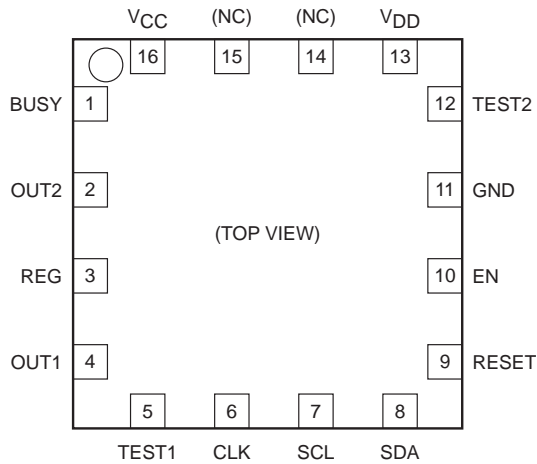 VCC (NC) (NC) VDD
16 15 14 13
BUSY 1 12 TEST2
OUT2 2 11 GND
(TOP VIEW)
REG 3 10 EN
OUT1 4 9 RESET
5 6 7 8
TEST1 CLK SCL SDA